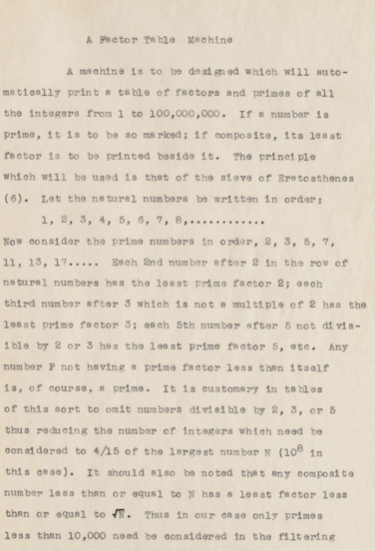 A Factor Table Machine
A machine is to be designed which will auto-
matically print a table of factors and primes of all
the integers from 1 to 100,000,000. If a number is
prime, it is to be so marked; if composite, its least
factor is to be printed beside it. The principle
which will be used is that of the sieve of Eratosthenes
(6). Let the natural numbers be written in order;
1, 2, 3, 4, 5, 6, 7, 8,............
Now consider the prime numbers in order, 2, 3, 5, 7,
11, 13, 17..... Each 2nd number after 2 in the row of
natural numbers has the least prime factor 2; each
third number after 3 which is not a multiple of 2 has the
least prime factor 3; each 5th number after 5 not divis-
ible by 2 or 3 has the least prime factor 5, etc. Any
number P not having a prime factor less than itself
is, of course, a prime. It is customary in tables
of this sort to omit numbers divisible by 2, 3, or 5
thus reducing the number of integers which need be
considered to 4/15 of the largest number N (10⁸ in
this case). It should also be noted that any composite
number less than or equal to N has a least factor less
than or equal to √N. Thus in our case only primes
less than 10,000 need be considered in the filtering